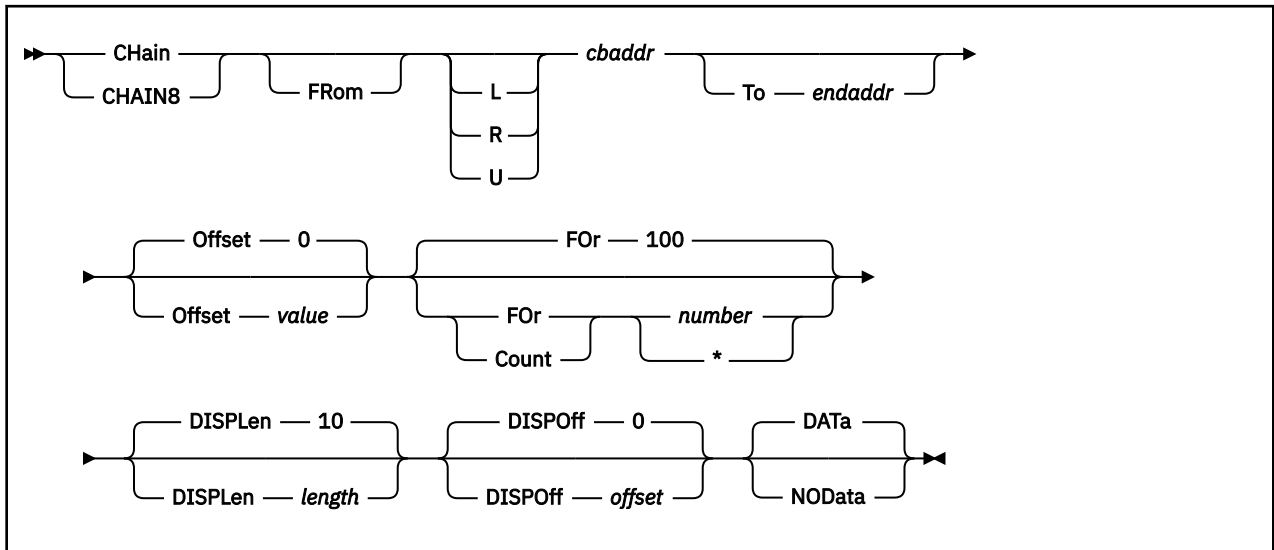 CHain cbaddr
CHAIN8 FRom L To endaddr
R
U
Offset 0 FOr 100
Offset value FOr number
Count *
DISPLen 10 DISPOff 0 DATa
DISPLen length DISPOff offset NOData